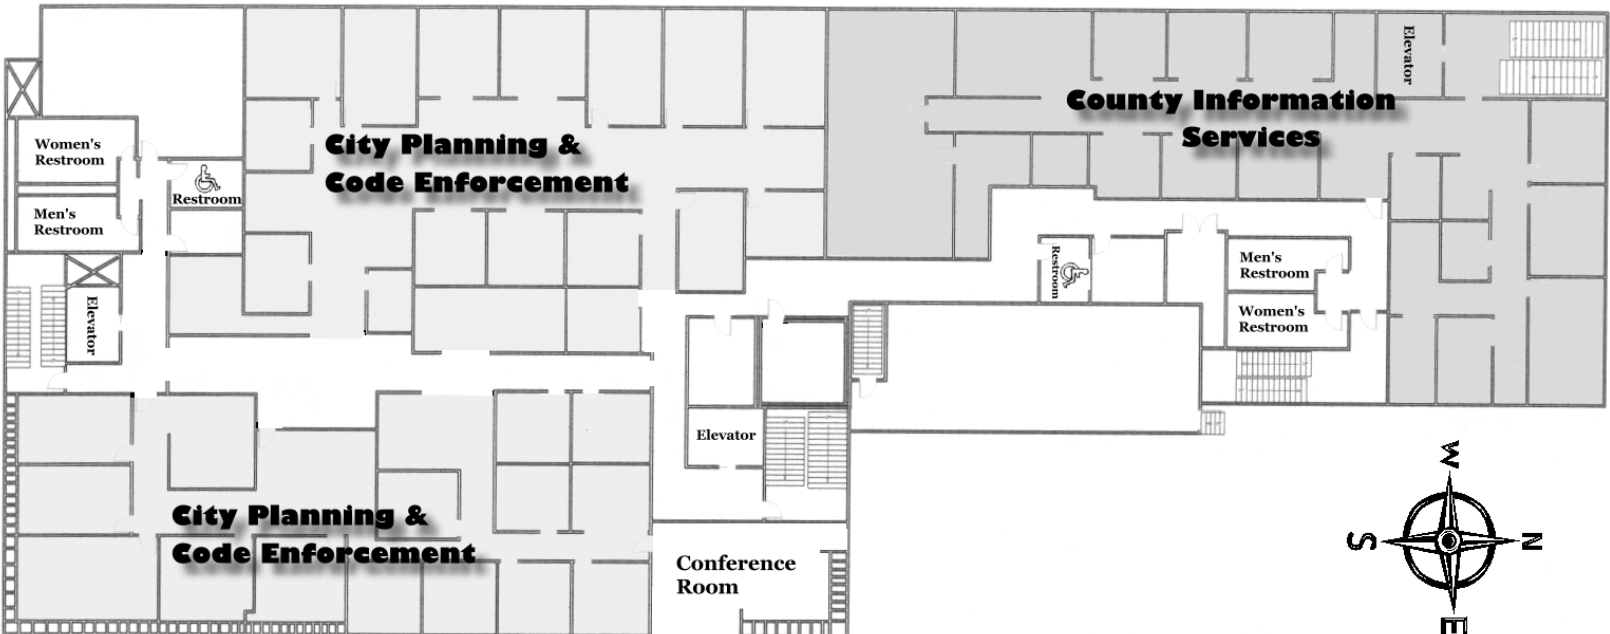 Elevator
County Information
Services
City Planning &
Code Enforcement
Women's
Restroom
Restroom
Men's
Restroom
Elevator
Restroom
Men's
Restroom
Women's
Restroom
Elevator
City Planning &
Code Enforcement
Conference
Room
W
S
N
E